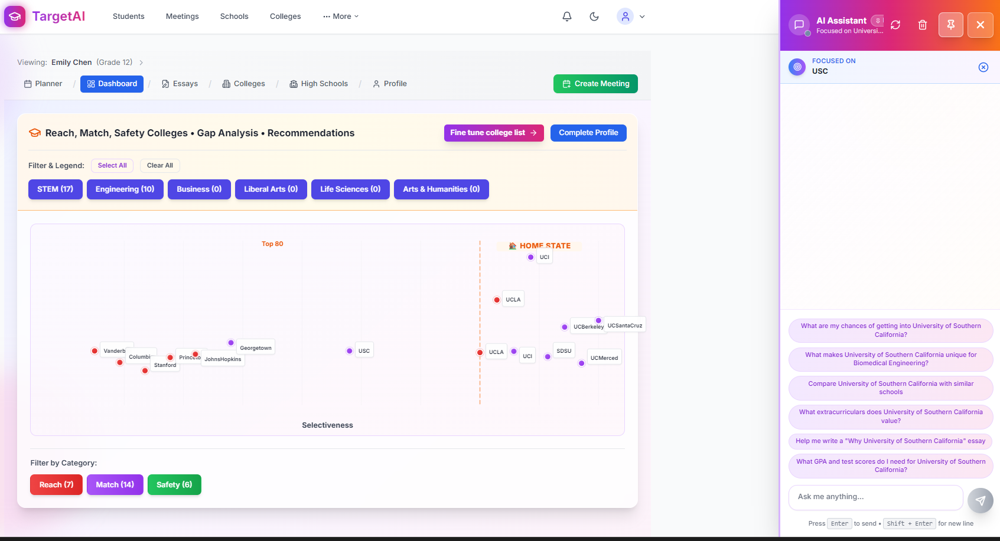 TargetAI
Students
Meetings
Schools
Colleges
··· More
Viewing: Emily Chen (Grade 12)
Planner
/
Dashboard
/
Essays
/
Colleges
/
High Schools
/
Profile
Create Meeting
Reach, Match, Safety Colleges • Gap Analysis • Recommendations
Fine tune college list →
Complete Profile
Filter & Legend:
Select All
Clear All
STEM (17)
Engineering (10)
Business (0)
Liberal Arts (0)
Life Sciences (0)
Arts & Humanities (0)
Top 80
HOME STATE
UCI
UCLA
UCBerkeley
UCSantaCruz
Vanderb
Columbi
Stanford
Princeto
JohnsHopkins
Georgetown
USC
UCLA
UCI
SDSU
UCMerced
Selectiveness
Filter by Category:
Reach (7)
Match (14)
Safety (6)
AI Assistant
Focused on Universi...
FOCUSED ON
USC
What are my chances of getting into University of Southern
California?
What makes University of Southern California unique for
Biomedical Engineering?
Compare University of Southern California with similar
schools
What extracurriculars does University of Southern California
value?
Help me write a "Why University of Southern California" essay
What GPA and test scores do I need for University of Southern
California?
Ask me anything...
Press Enter to send • Shift + Enter for new line